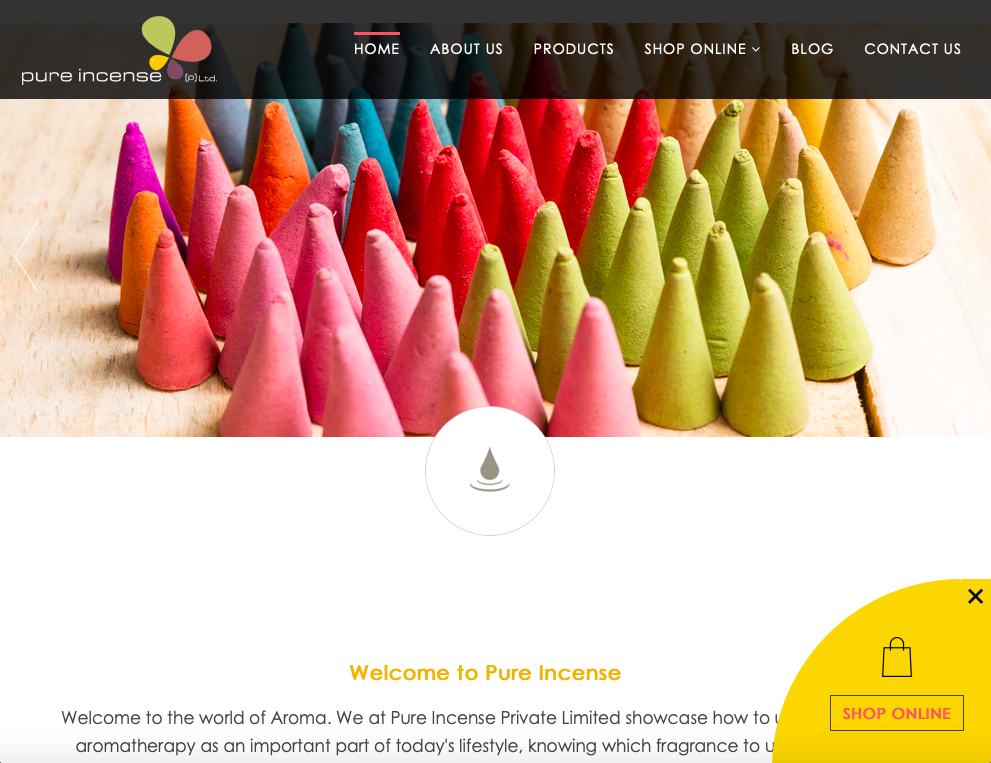 pure incense (P) Ltd.
HOME ABOUT US PRODUCTS SHOP ONLINE BLOG CONTACT US
Welcome to Pure Incense
Welcome to the world of Aroma. We at Pure Incense Private Limited showcase how to
aromatherapy as an important part of today's lifestyle, knowing which fragrance to
SHOP ONLINE